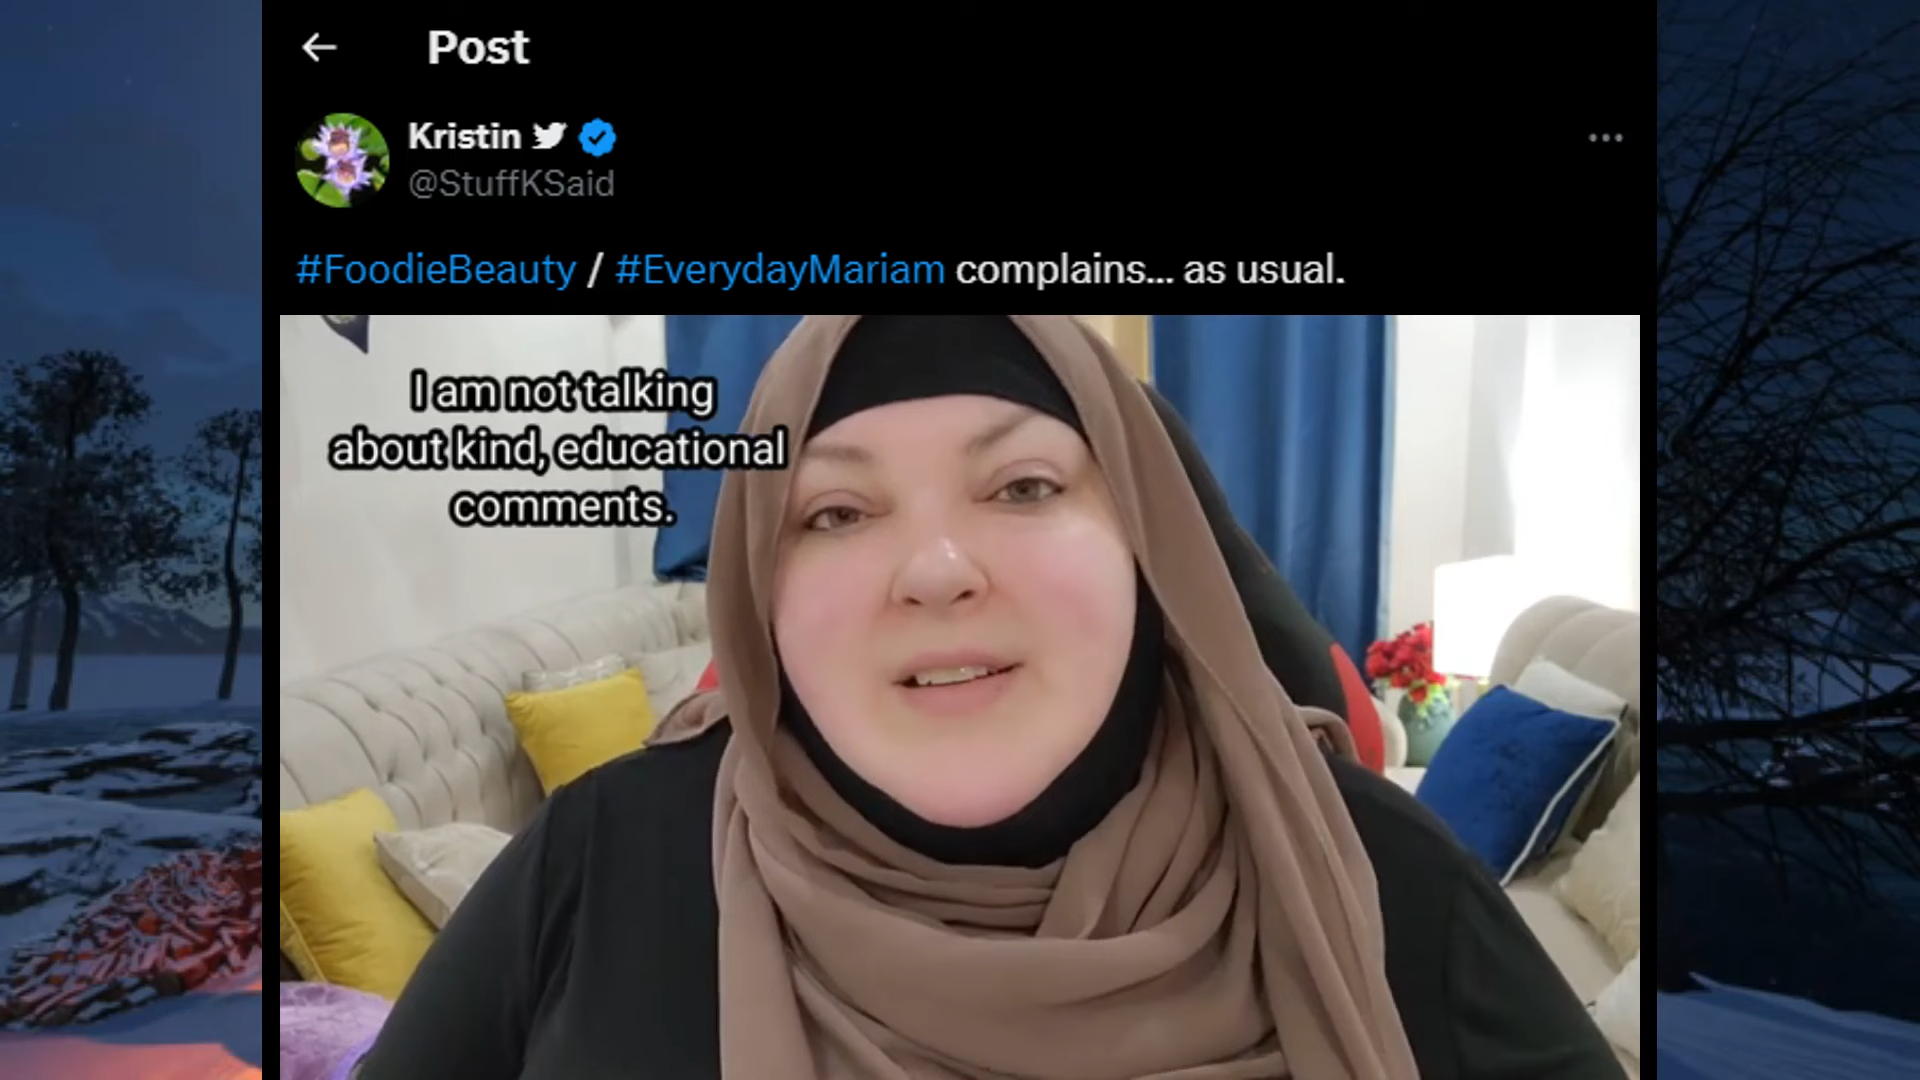 Post
Kristin
@StuffKSaid
#FoodieBeauty / #EverydayMariam complains... as usual.
I am not talking
about kind, educational
comments.